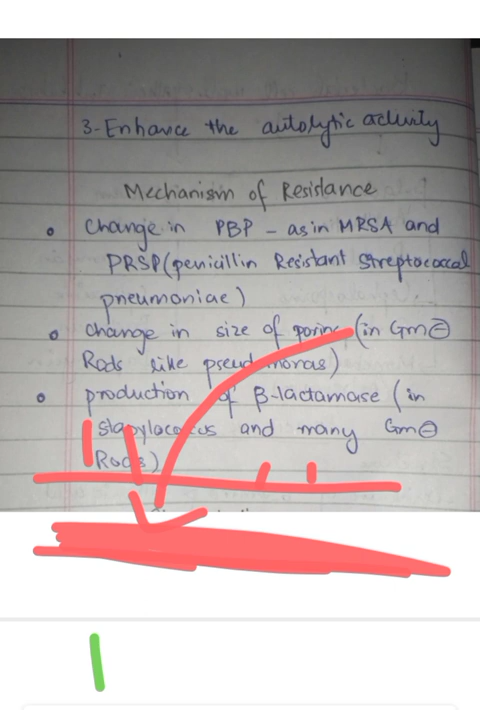 3-Enhance the autolytic activity
Mechanism of Resistance
• Change in PBP - as in MRSA and
PRSP (penicillin Resistant Streptococcal
pneumoniae)
• change in size of porins (in Gm⊖
Rods like pseudomonas)
• production of β-lactamase (in
stapylococcus and many Gm⊖
Rods)